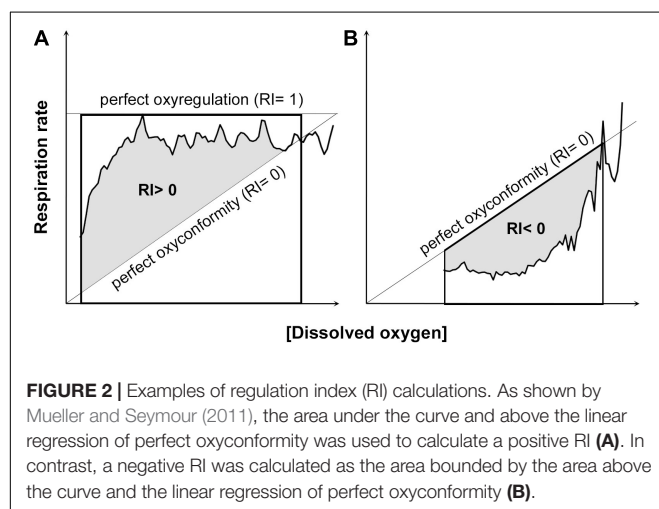 A
B
perfect oxyregulation (RI= 1)
Respiration rate
RI> 0
perfect oxyconformity (RI= 0)
perfect oxyconformity (RI= 0)
RI< 0
[Dissolved oxygen]
FIGURE 2 | Examples of regulation index (RI) calculations. As shown by
Mueller and Seymour (2011), the area under the curve and above the linear
regression of perfect oxyconformity was used to calculate a positive RI (A). In
contrast, a negative RI was calculated as the area bounded by the area above
the curve and the linear regression of perfect oxyconformity (B).